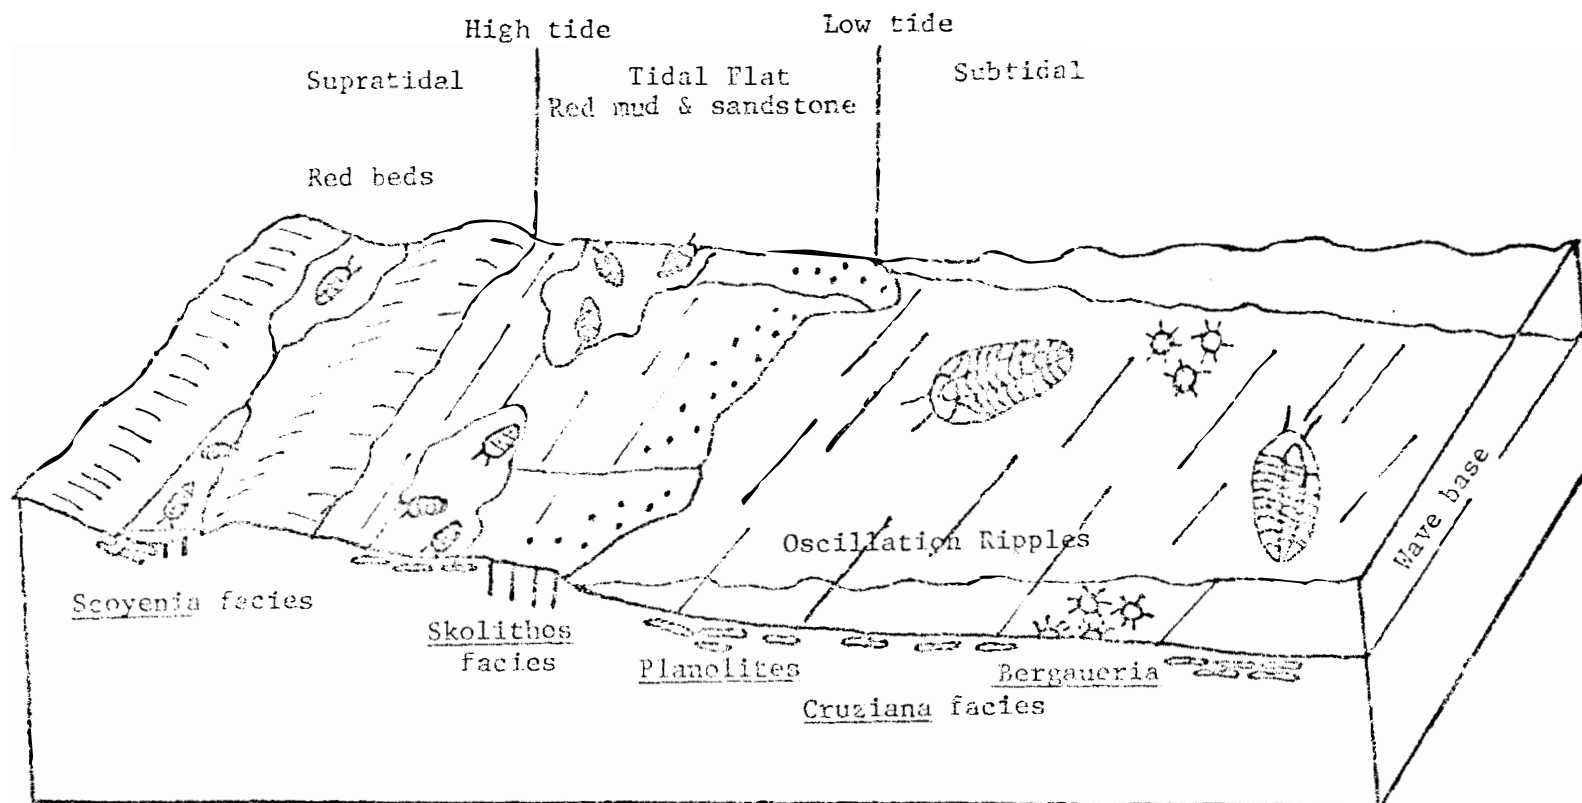 High tide
Low tide
Supratidal
Tidal Flat
Red mud & sandstone
Subtidal
Red beds
Wave base
Oscillation Ripples
Scoyenia facies
Skolithos
facies
Planolites
Bergaueria
Cruziana facies